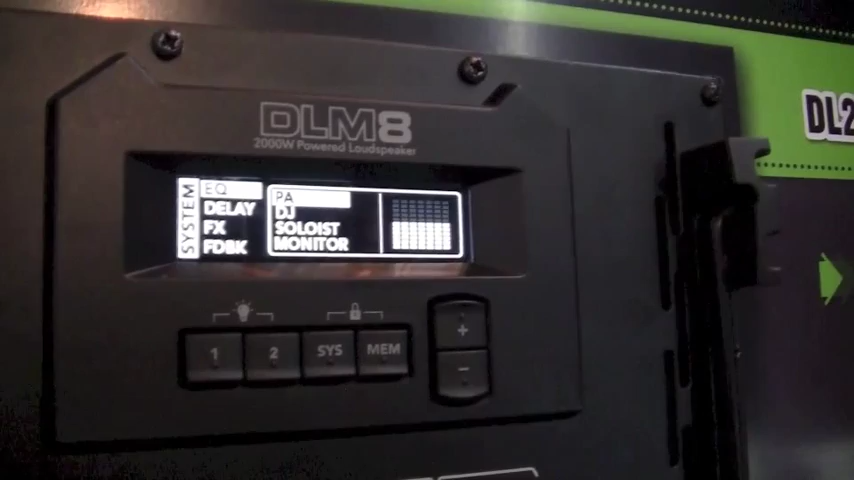 DLM8
2000W Powered Loudspeaker
SYSTEM
EQ
DELAY
FX
FDBK
PA
DJ
SOLOIST
MONITOR
1
2
SYS
MEM
+
−
DL2